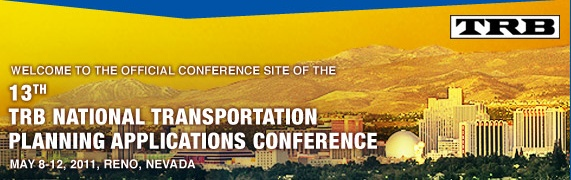 TRB
WELCOME TO THE OFFICIAL CONFERENCE SITE OF THE
13TH
TRB NATIONAL TRANSPORTATION
PLANNING APPLICATIONS CONFERENCE
MAY 8-12, 2011, RENO, NEVADA